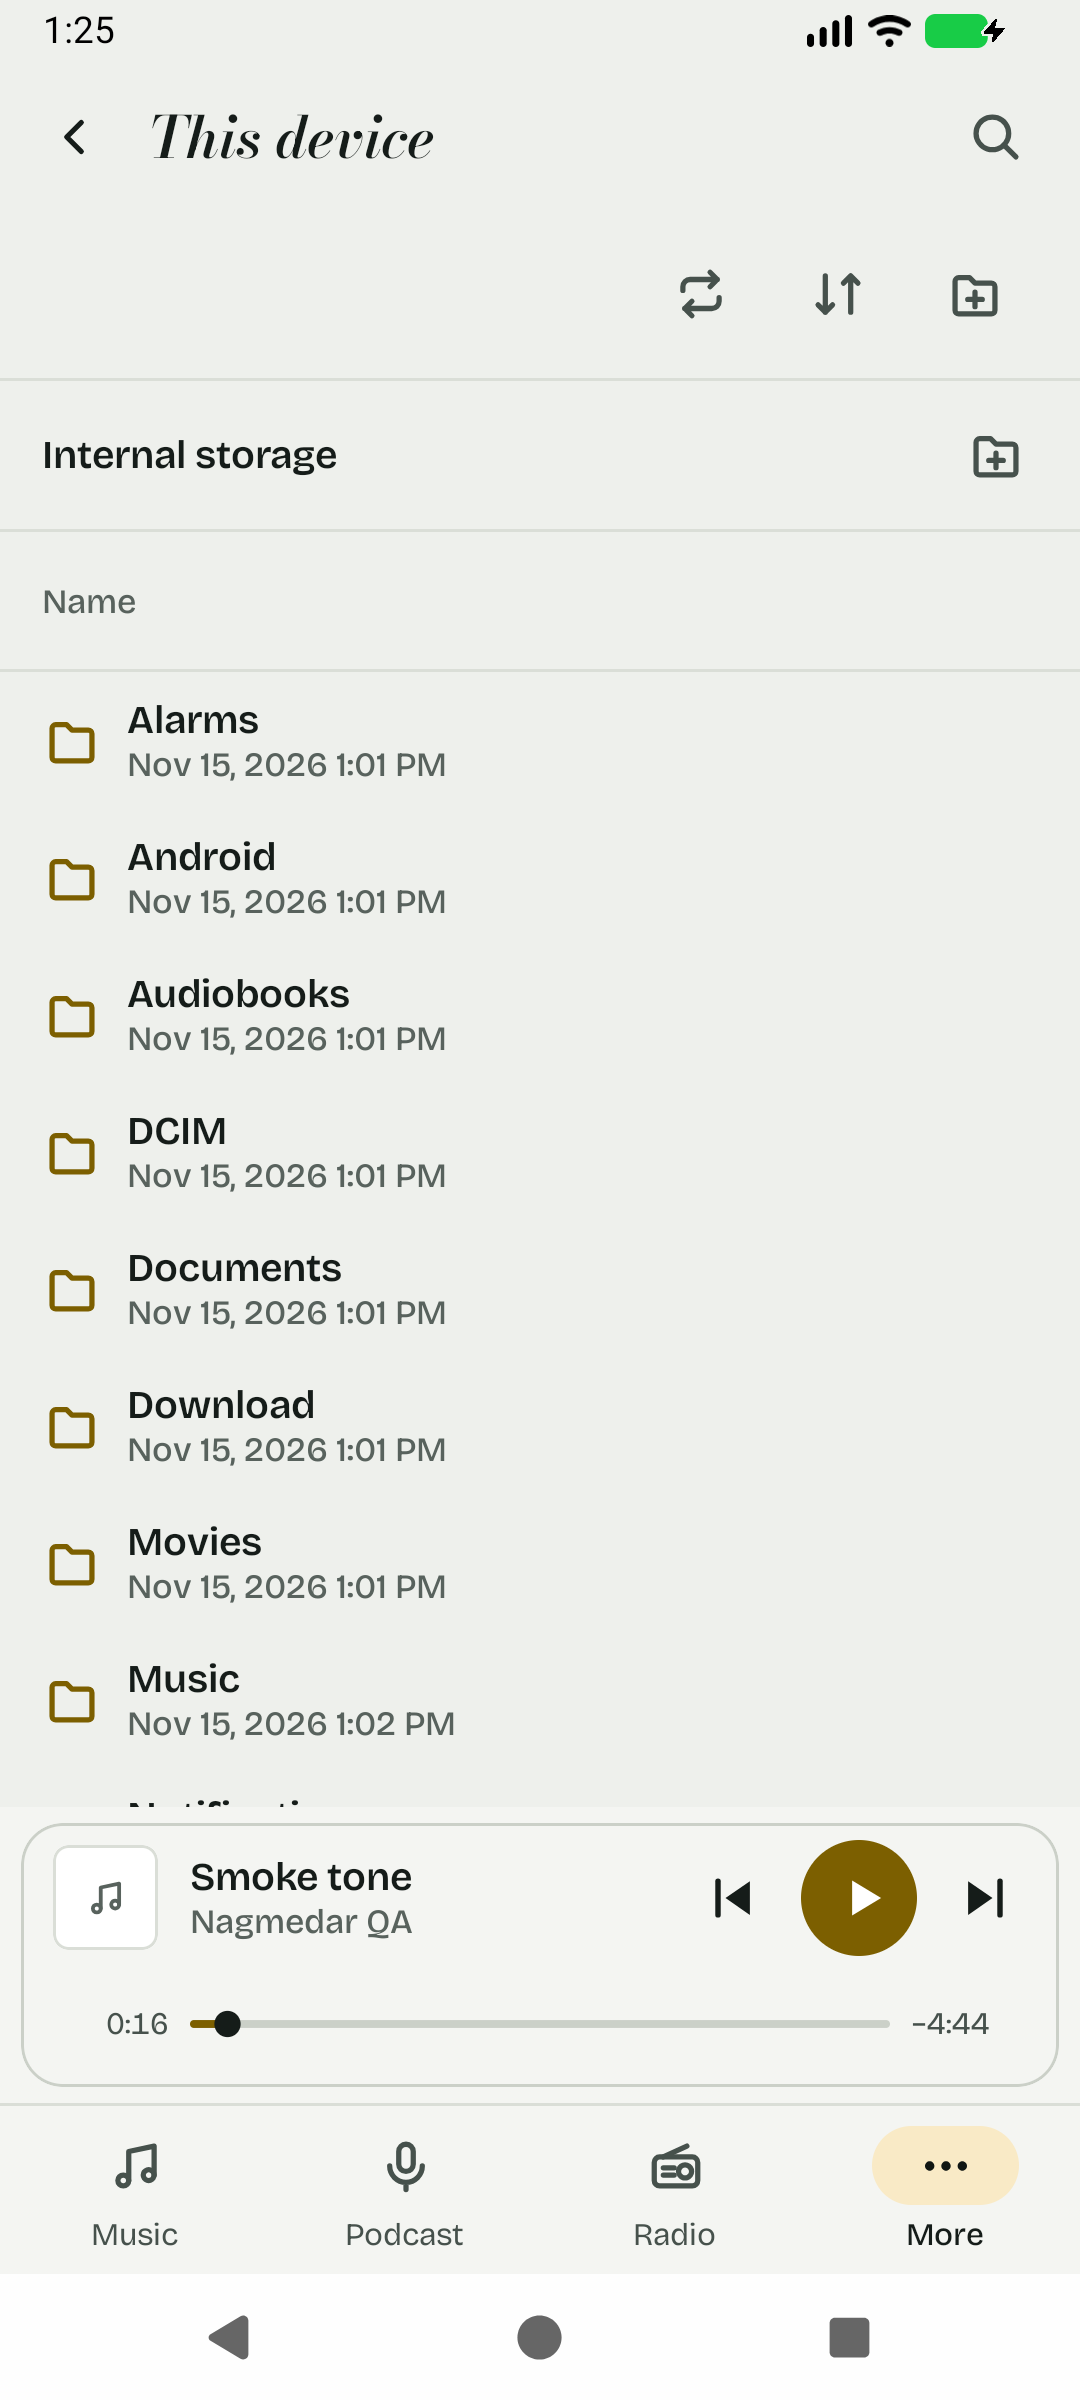 1:25
This device
Internal storage
Name
Alarms
Nov 15, 2026 1:01 PM
Android
Nov 15, 2026 1:01 PM
Audiobooks
Nov 15, 2026 1:01 PM
DCIM
Nov 15, 2026 1:01 PM
Documents
Nov 15, 2026 1:01 PM
Download
Nov 15, 2026 1:01 PM
Movies
Nov 15, 2026 1:01 PM
Music
Nov 15, 2026 1:02 PM
Smoke tone
Nagmedar QA
0:16
-4:44
Music
Podcast
Radio
More